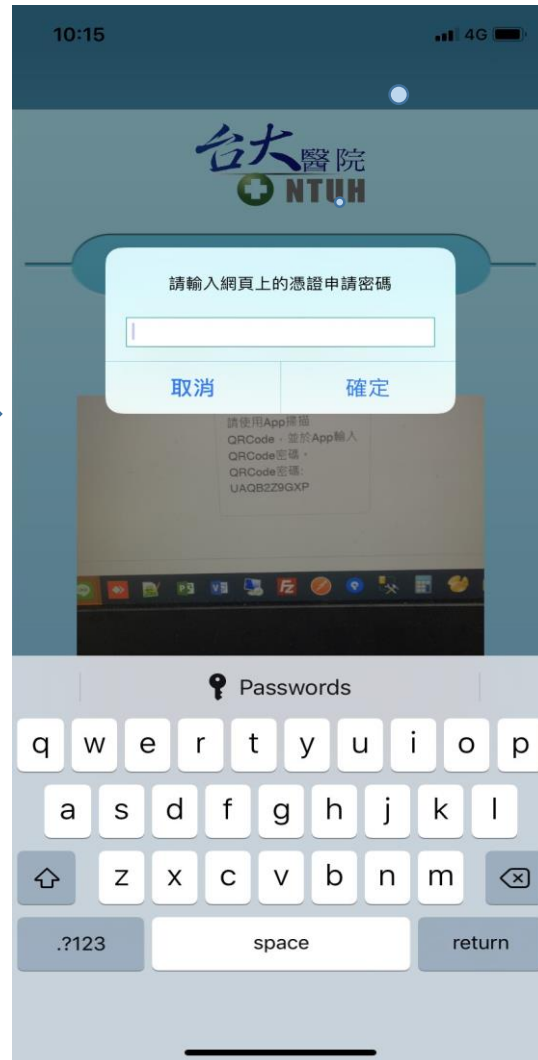 10:15
4G
台大醫院
NTUH
請輸入網頁上的憑證申請密碼
取消 確定
請使用App掃描
QRCode,並於App輸入
QRCode密碼。
QRCode密碼:
UAQB2Z9GXP
Passwords
q w e r t y u i o p
a s d f g h j k l
z x c v b n m
.?123 space return